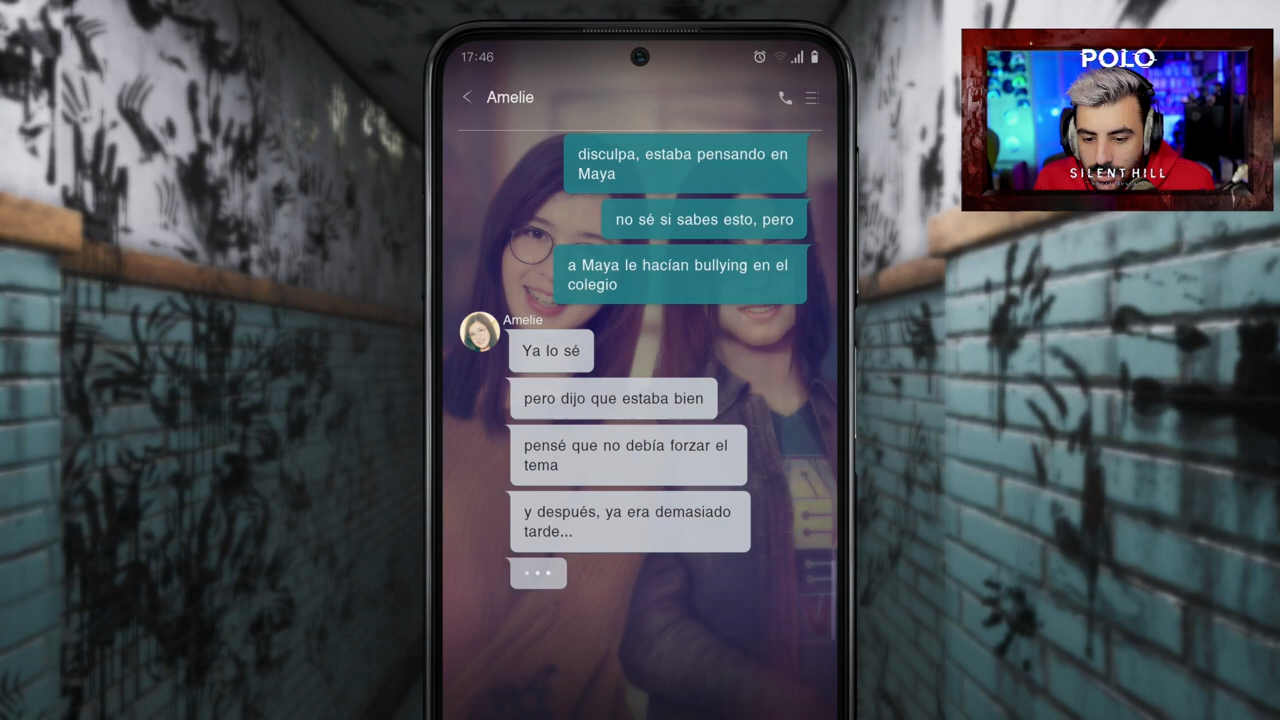 17:46
POLO
Amelie
SILENT HILL
disculpa, estaba pensando en
Maya
no sé si sabes esto, pero
a Maya le hacían bullying en el
colegio
Amelie
Ya lo sé
pero dijo que estaba bien
pensé que no debía forzar el
tema
y después, ya era demasiado
tarde...